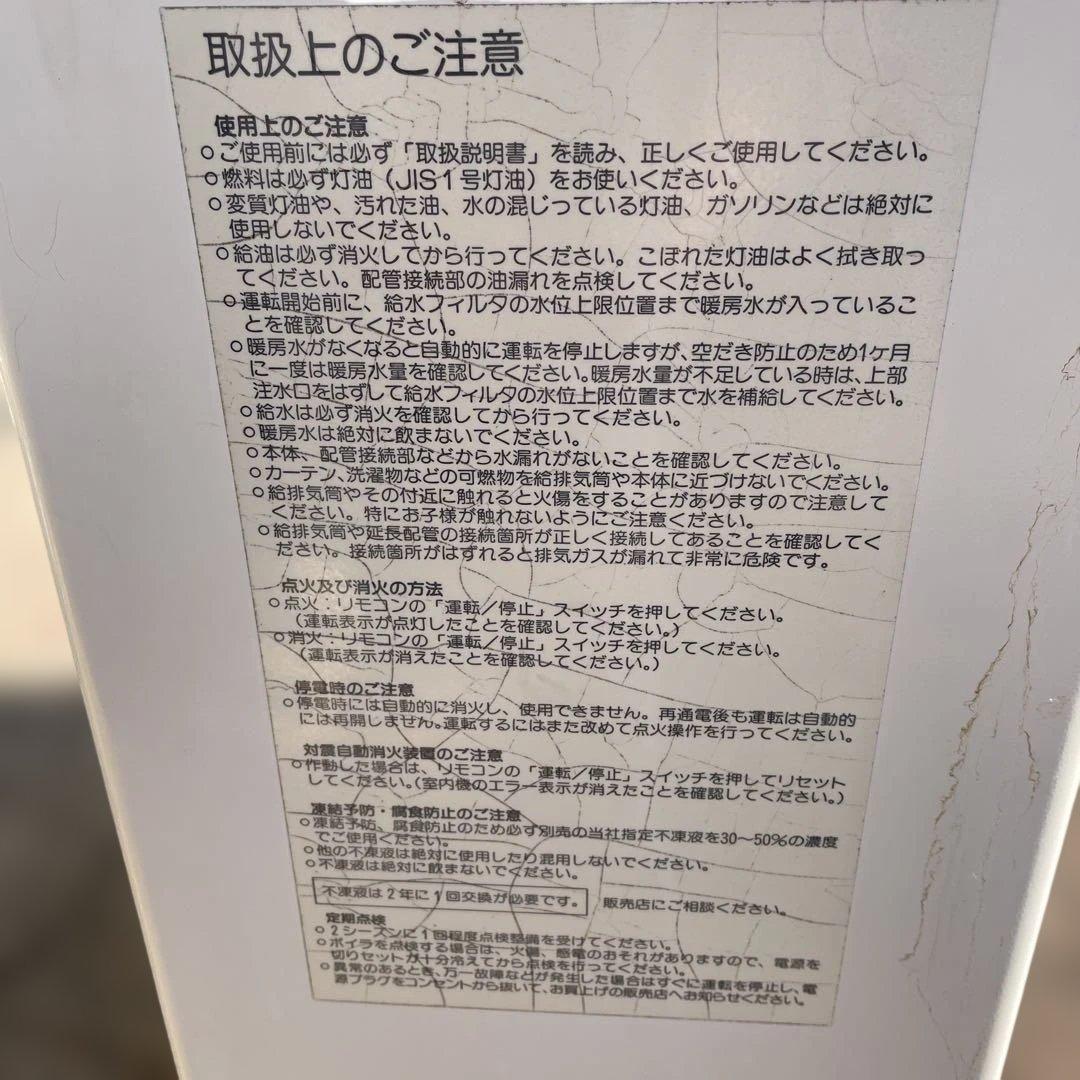 取扱上のご注意
使用上のご注意
○ご使用前には必ず「取扱説明書」を読み、正しくご使用してください。
○燃料は必ず灯油（JIS1号灯油）をお使いください。
○変質灯油や、汚れた油、水の混じっている灯油、ガソリンなどは絶対に
使用しないでください。
○給油は必ず消火してから行ってください。こぼれた灯油はよく拭き取っ
てください。配管接続部の油漏れを点検してください。
○運転開始前に、給水フィルタの水位上限位置まで暖房水が入っているこ
とを確認してください。
○暖房水がなくなると自動的に運転を停止しますが、空だき防止のため1ケ月
に一度は暖房水量を確認してください。暖房水量が不足している時は、上部
注水口をはずして給水フィルタの水位上限位置まで水を補給してください。
○給水は必ず消火を確認してから行ってください。
○暖房水は絶対に飲まないでください。
○本体、配管接続部などから水漏れがないことを確認してください。
○カーテン、洗濯物などの可燃物を給排気筒や本体に近づけないでください。
○給排気筒やその付近に触れると火傷をすることがありますので注意して
ください。特にお子様が触れないようにご注意ください。
○給排気筒や延長配管の接続箇所が正しく接続してあることを確認してく
ださい。接続箇所がはずれると排気ガスが漏れて非常に危険です。
点火及び消火の方法
○点火：リモコンの「運転／停止」スイッチを押してください。
（運転表示が点灯したことを確認してください。）
○消火：リモコンの「運転／停止」スイッチを押してください。
（運転表示が消えたことを確認してください。）
停電時のご注意
○停電時には自動的に消火し、使用できません。再通電後も運転は自動的
には再開しません。運転するにはまた改めて点火操作を行ってください。
対震自動消火装置のご注意
○作動した場合は、リモコンの「運転／停止」スイッチを押してリセット
してください。（室内機のエラー表示が消えたことを確認してください。）
凍結予防・腐食防止のご注意
○凍結予防、腐食防止のため必ず別売の当社指定不凍液を30～50％の濃度
でご使用ください。
○他の不凍液は絶対に使用したり混用しないでください。
○不凍液は絶対に飲まないでください。
不凍液は2年に1回交換が必要です。 販売店にご相談ください。
定期点検
○2シーズンに1回程度点検整備を受けてください。
○ボイラを点検する場合は、火傷、感電のおそれがありますので、電源を
切りセットが十分冷えてから点検を行ってください。
○異常のあるとき、万一故障などが発生した場合はすぐに運転を停止し、電
源プラグをコンセントから抜いて、お買上げの販売店へお知らせください。